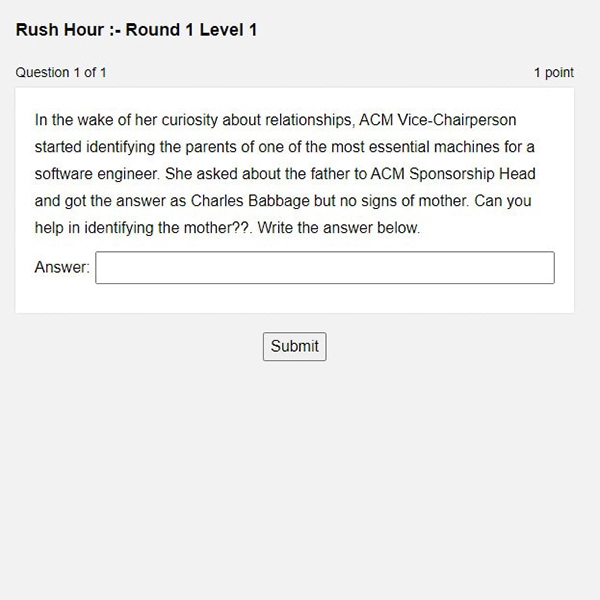 Rush Hour :- Round 1 Level 1
Question 1 of 1
1 point
In the wake of her curiosity about relationships, ACM Vice-Chairperson
started identifying the parents of one of the most essential machines for a
software engineer. She asked about the father to ACM Sponsorship Head
and got the answer as Charles Babbage but no signs of mother. Can you
help in identifying the mother??. Write the answer below.
Answer:
Submit